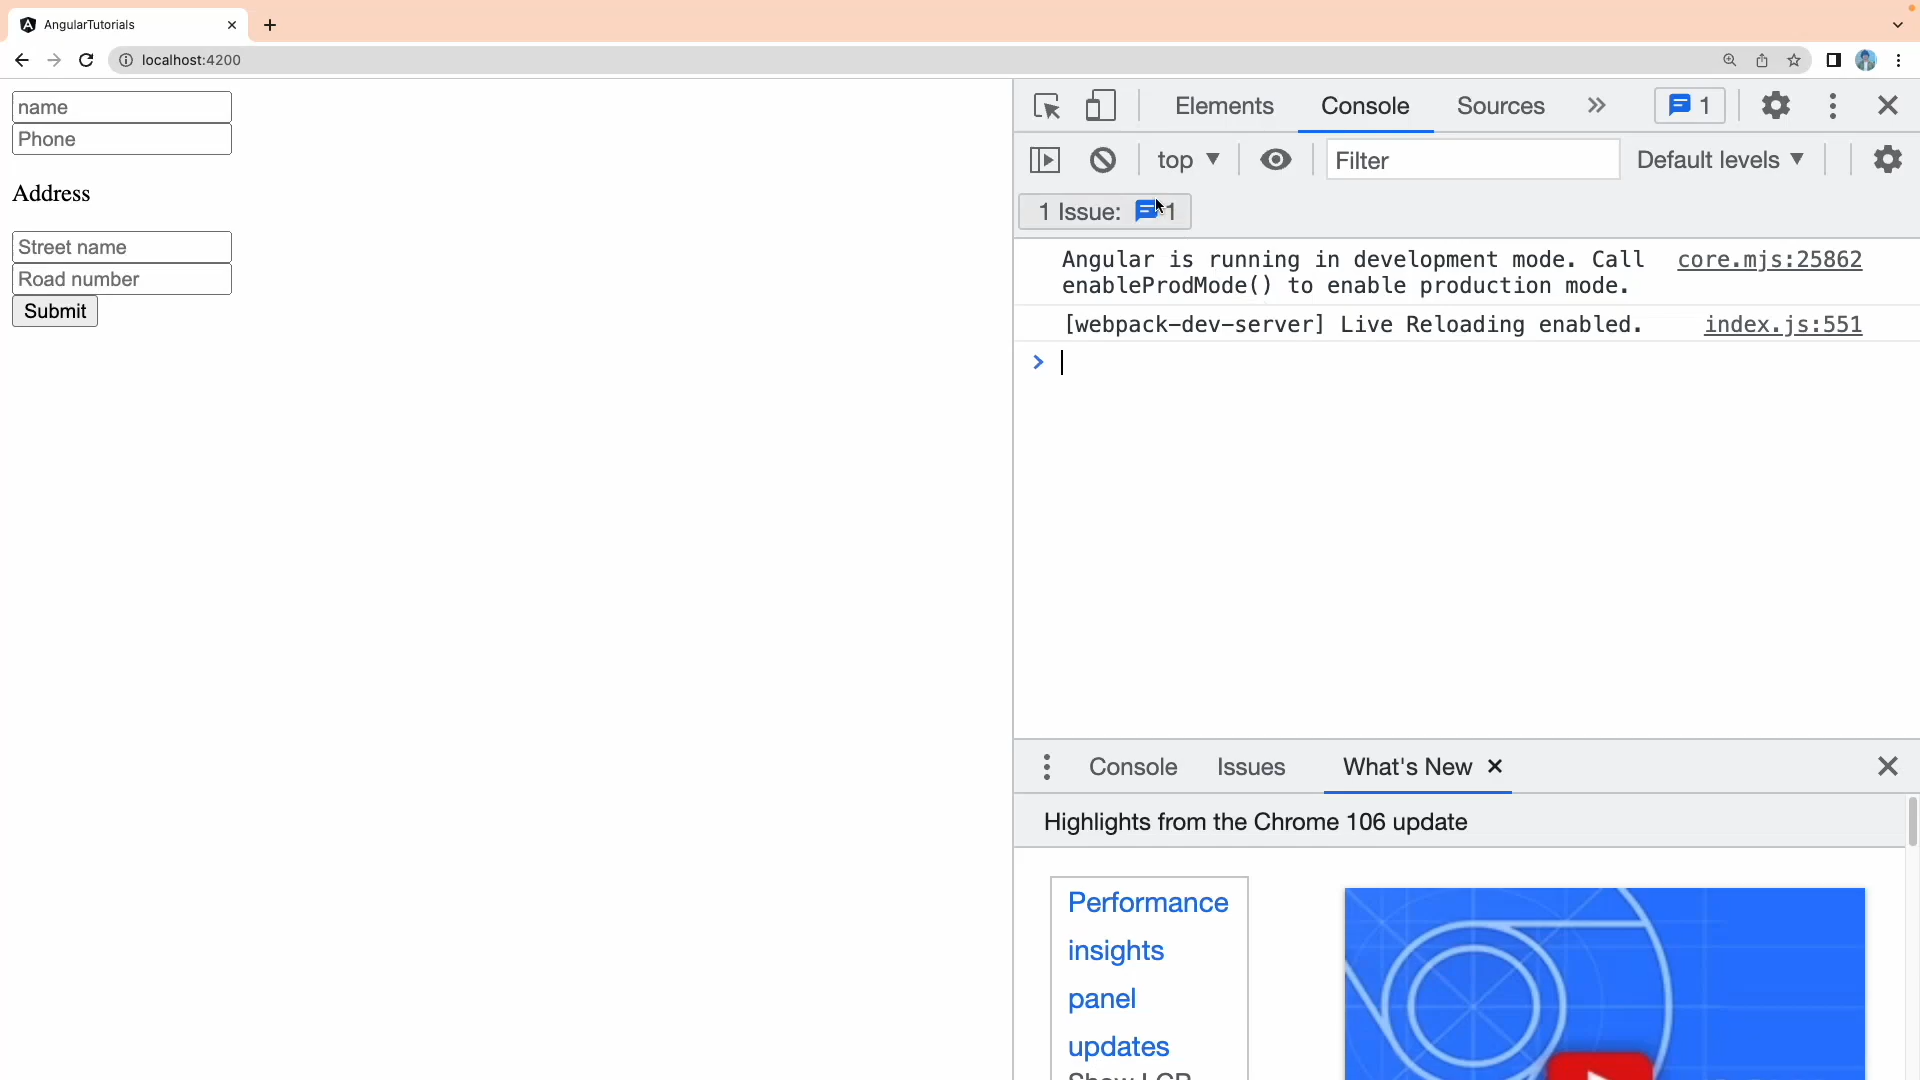 AngularTutorials
localhost:4200
name
Phone
Address
Street name
Road number
Submit
Elements Console Sources 1
top Filter Default levels
1 Issue: 1
Angular is running in development mode. Call core.mjs:25862
enableProdMode() to enable production mode.
[webpack-dev-server] Live Reloading enabled. index.js:551
Console Issues What's New
Highlights from the Chrome 106 update
Performance
insights
panel
updates